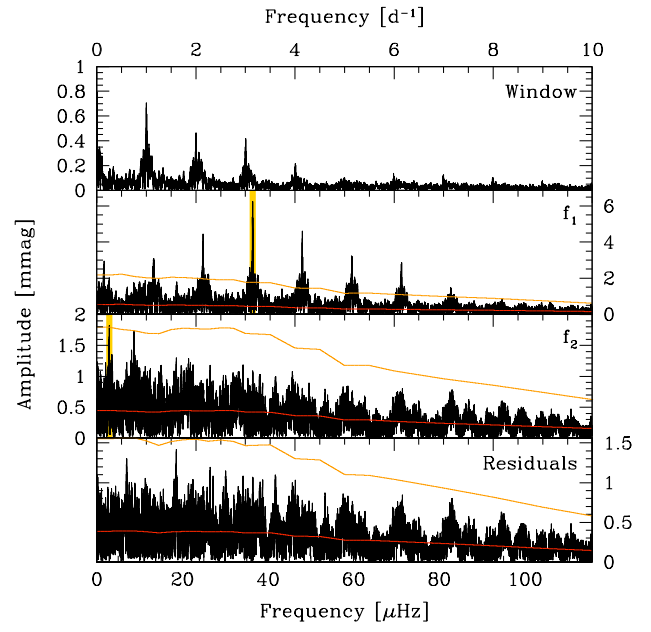 Frequency [d⁻¹]
0 2 4 6 8 10
Window
1
0.8
0.6
0.4
0.2
0
f₁
6
4
2
0
f₂
2
1.5
1
0.5
0
Residuals
1.5
1
0.5
0
Amplitude [mmag]
0 20 40 60 80 100
Frequency [μHz]